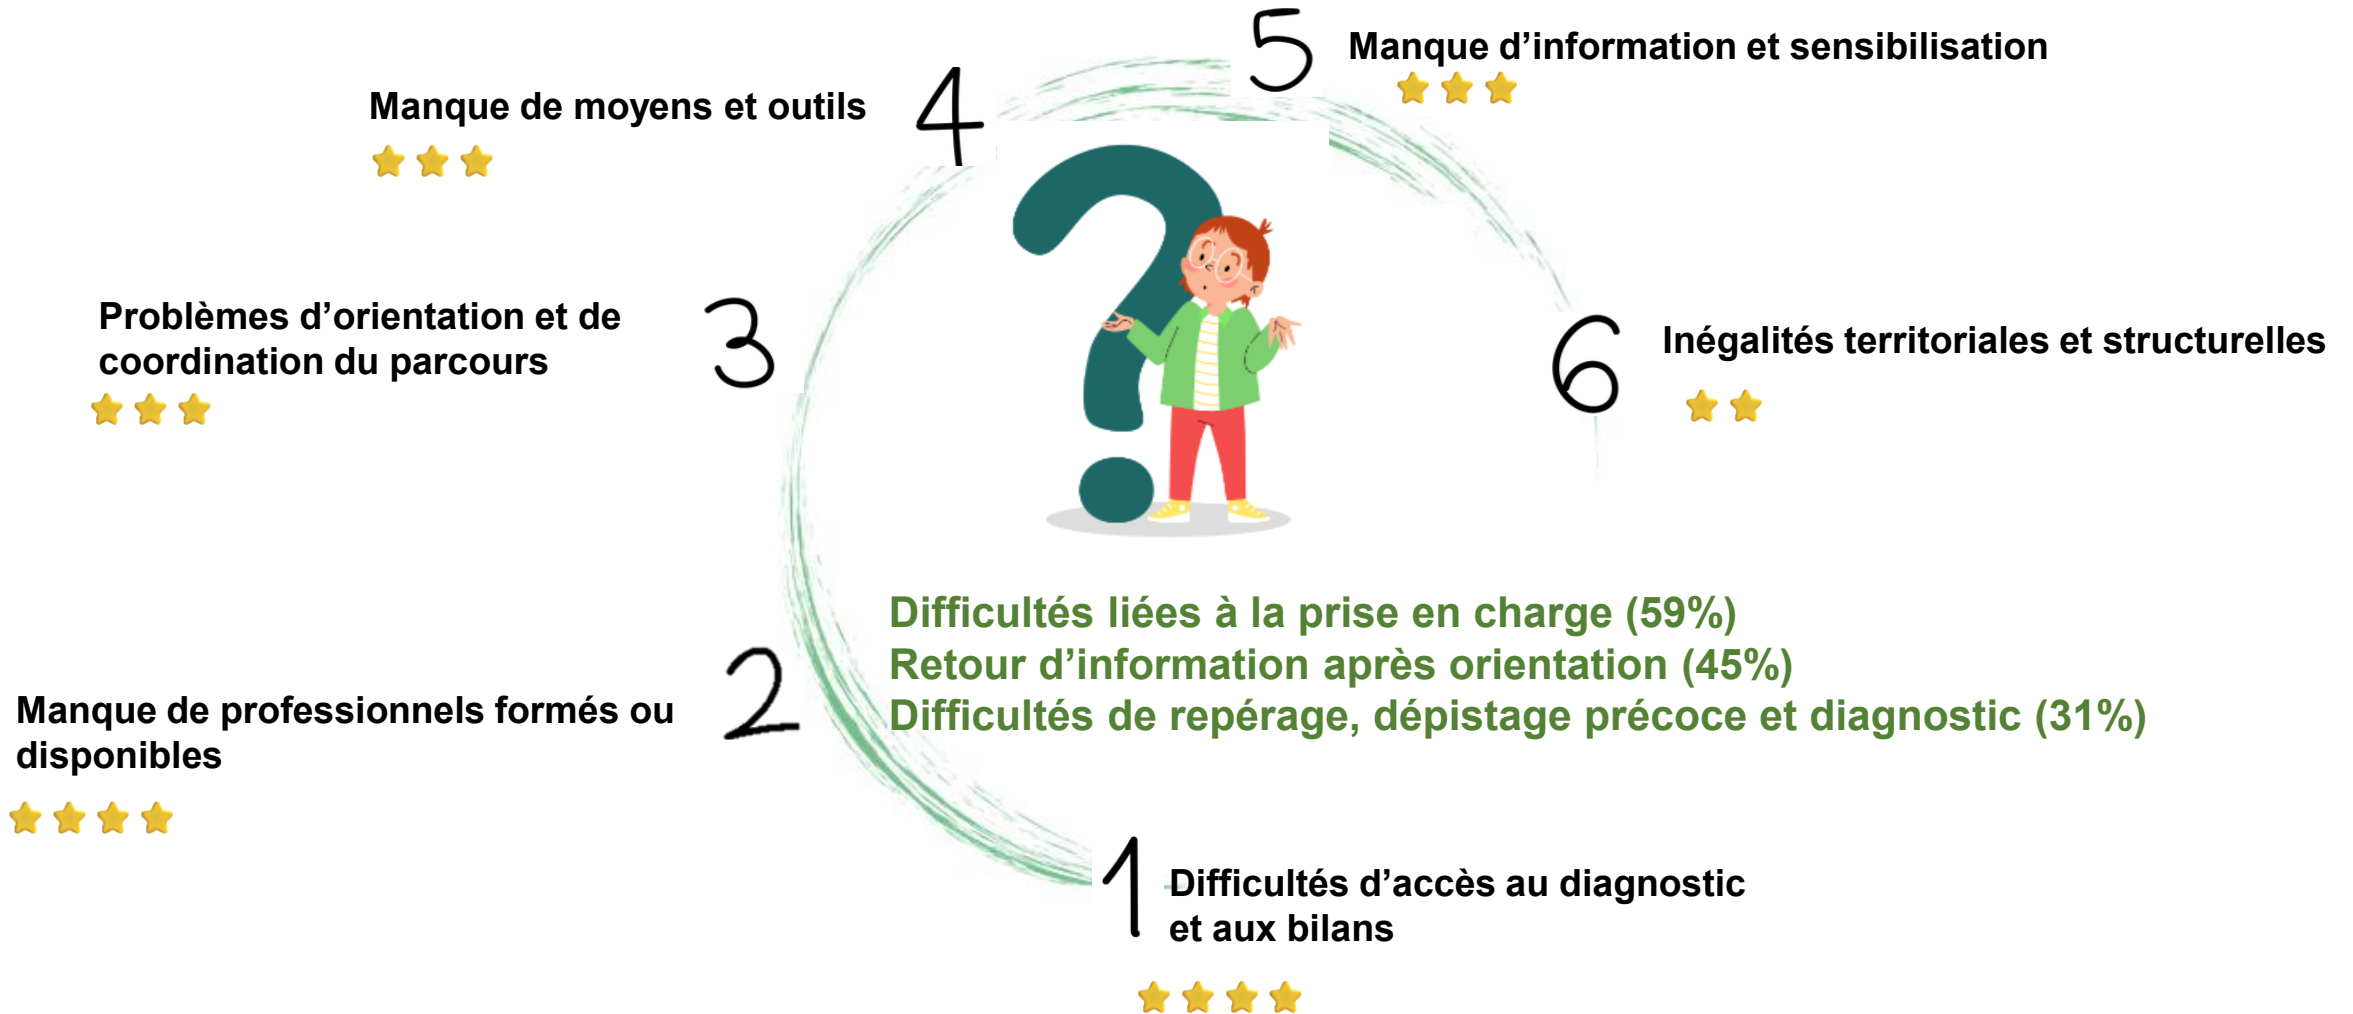 5
Manque d’information et sensibilisation
4
Manque de moyens et outils
3
Problèmes d’orientation et de
coordination du parcours
6
Inégalités territoriales et structurelles
Difficultés liées à la prise en charge (59%)
Retour d’information après orientation (45%)
Difficultés de repérage, dépistage précoce et diagnostic (31%)
2
Manque de professionnels formés ou
disponibles
1
Difficultés d’accès au diagnostic
et aux bilans